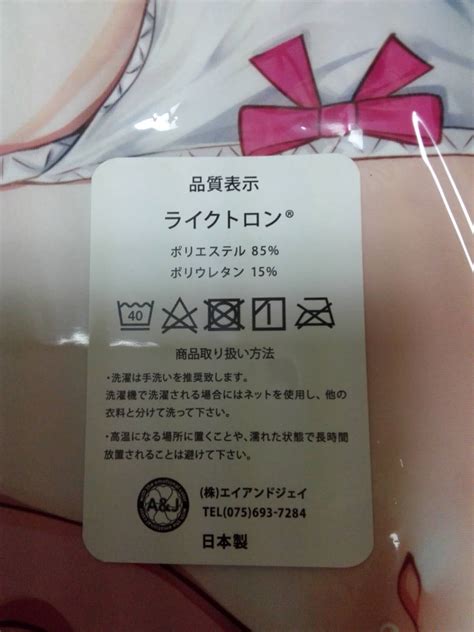 品質表示
ライクトロン®
ポリエステル 85%
ポリウレタン 15%
40
商品取り扱い方法
・洗濯は手洗いを推奨致します。
洗濯機で洗濯される場合にはネットを使用し、他の
衣料と分けて洗って下さい。
・高温になる場所に置くことや、濡れた状態で長時間
放置されることは避けて下さい。
A&J
(株)エイアンドジェイ
TEL(075)693-7284
日本製